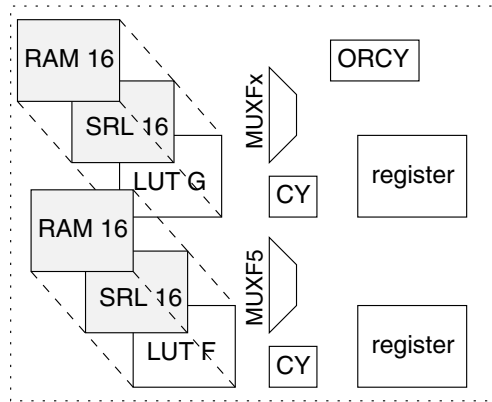 RAM 16
ORCY
SRL 16
MUXFx
LUT G
register
CY
RAM 16
SRL 16
MUXF5
LUT F
register
CY